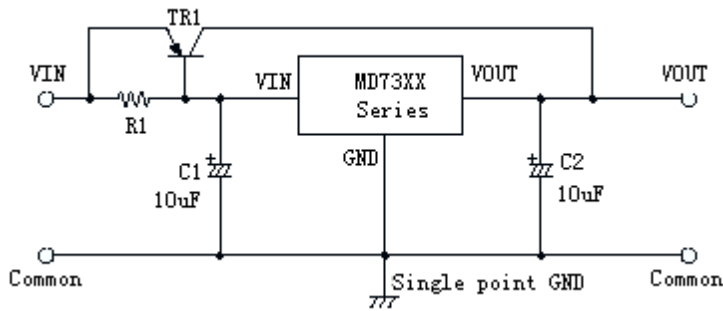 TR1
VIN
VIN
MD73XX
Series
VOUT
VOUT
R1
GND
C1
10uF
C2
10uF
+
+
Common
Single point GND
Common